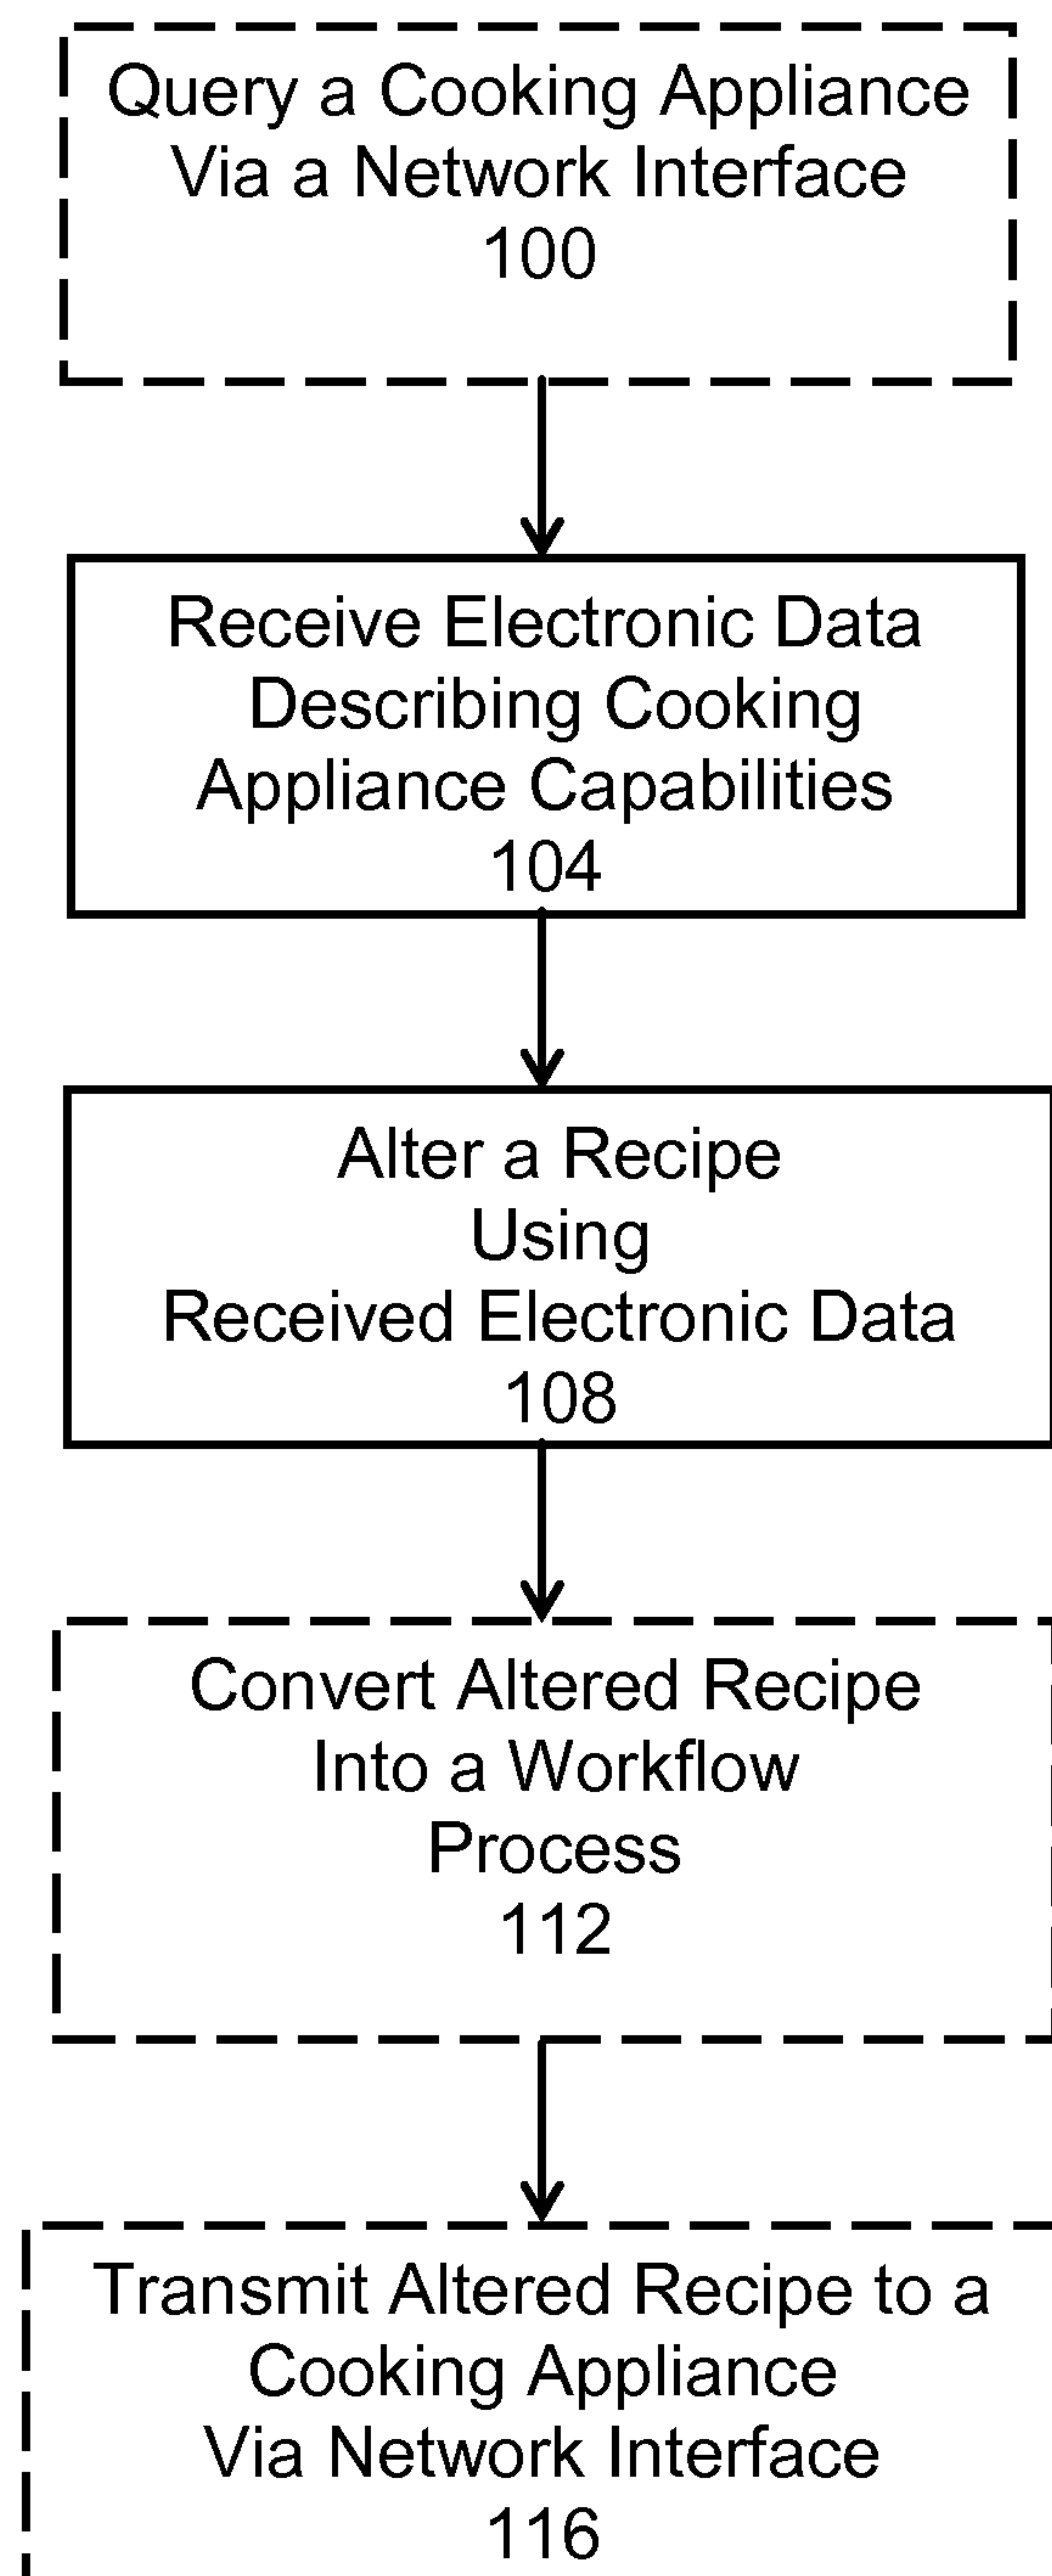 Query a Cooking Appliance
Via a Network Interface
100
Receive Electronic Data
Describing Cooking
Appliance Capabilities
104
Alter a Recipe
Using
Received Electronic Data
108
Convert Altered Recipe
Into a Workflow
Process
112
Transmit Altered Recipe to a
Cooking Appliance
Via Network Interface
116